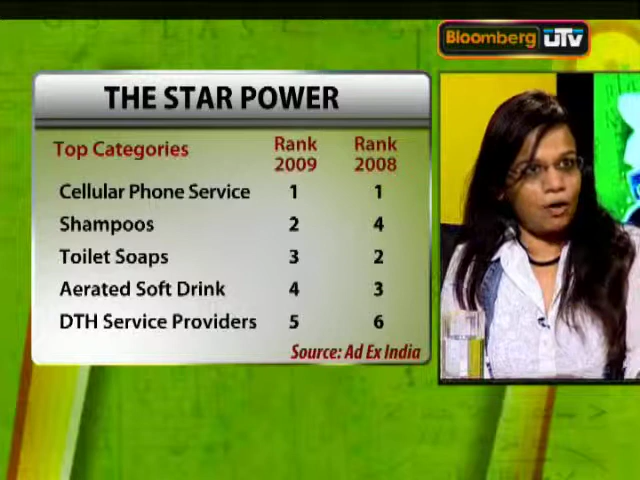 Bloomberg UTV
THE STAR POWER
Top Categories Rank 2009 Rank 2008
Cellular Phone Service 1 1
Shampoos 2 4
Toilet Soaps 3 2
Aerated Soft Drink 4 3
DTH Service Providers 5 6
Source: Ad Ex India